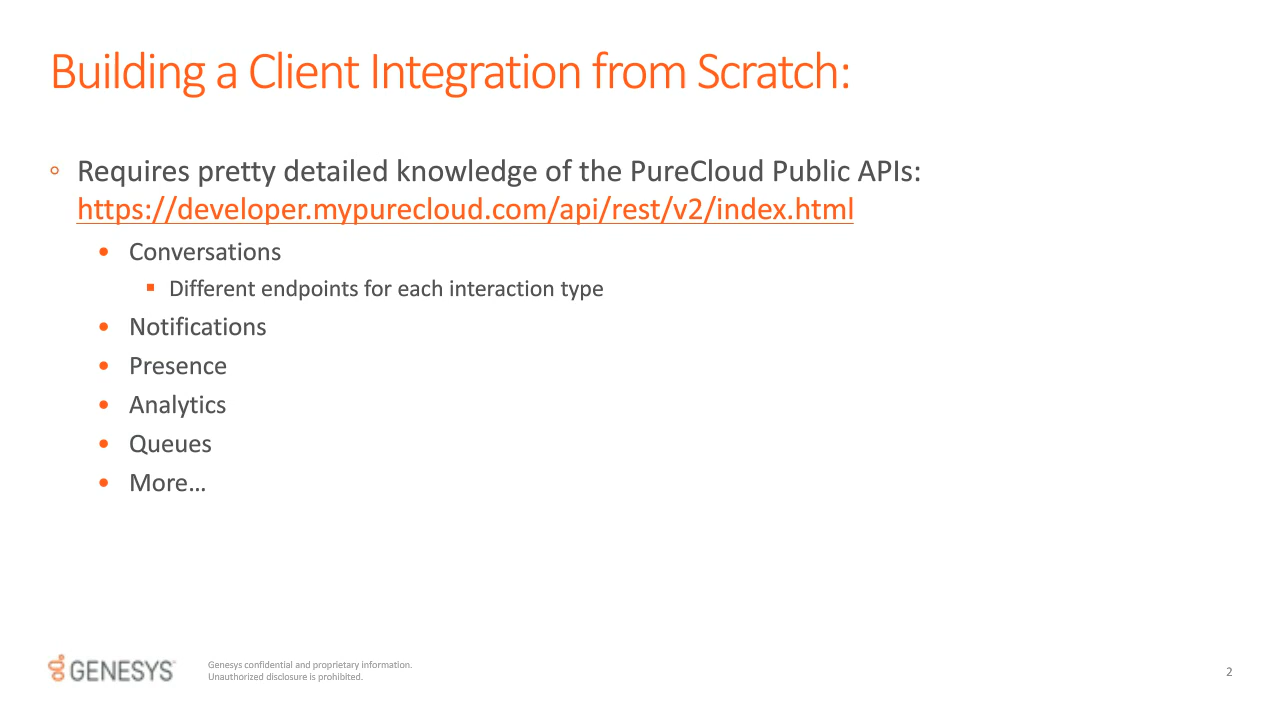 Building a Client Integration from Scratch:
◦ Requires pretty detailed knowledge of the PureCloud Public APIs:
https://developer.mypurecloud.com/api/rest/v2/index.html
• Conversations
▪ Different endpoints for each interaction type
• Notifications
• Presence
• Analytics
• Queues
• More…
GENESYS™
Genesys confidential and proprietary information.
Unauthorized disclosure is prohibited.
2